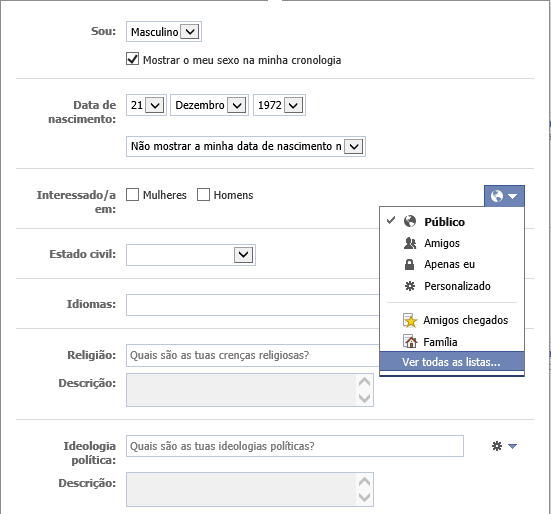 Sou: Masculino
Mostrar o meu sexo na minha cronologia
Data de nascimento: 21 Dezembro 1972
Não mostrar a minha data de nascimento n
Interessado/a em: Mulheres Homens
Público
Amigos
Estado civil:
Apenas eu
Personalizado
Idiomas:
Amigos chegados
Família
Religião: Quais são as tuas crenças religiosas?
Ver todas as listas...
Descrição:
Ideologia política: Quais são as tuas ideologias políticas?
Descrição: